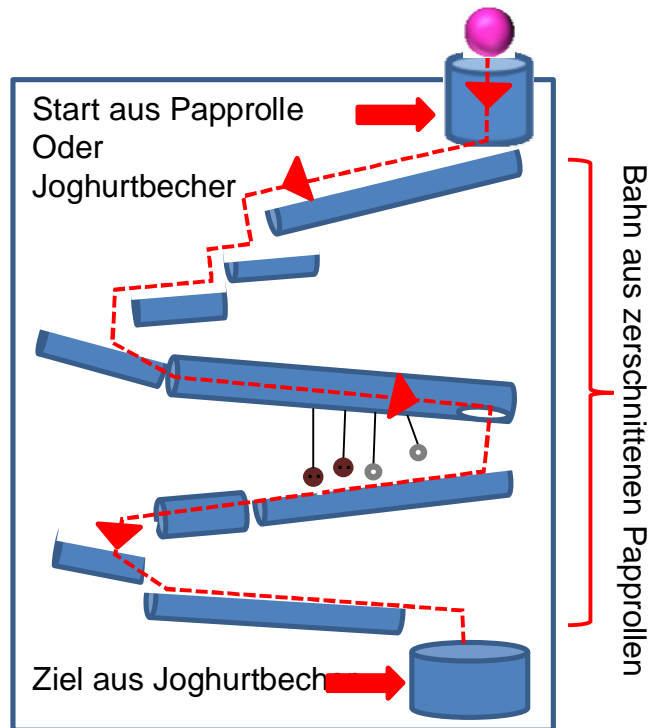 Start aus Papprolle
Oder
Joghurtbecher
Bahn aus zerschnittenen Papprollen
Ziel aus Joghurtbecher